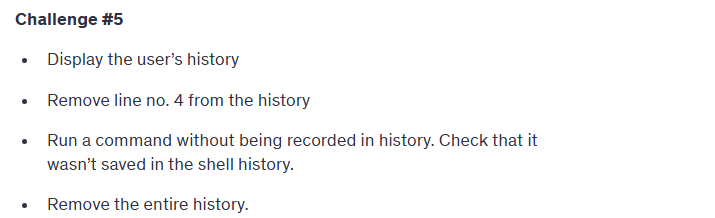 Challenge #5
• Display the user’s history
• Remove line no. 4 from the history
• Run a command without being recorded in history. Check that it
wasn’t saved in the shell history.
• Remove the entire history.